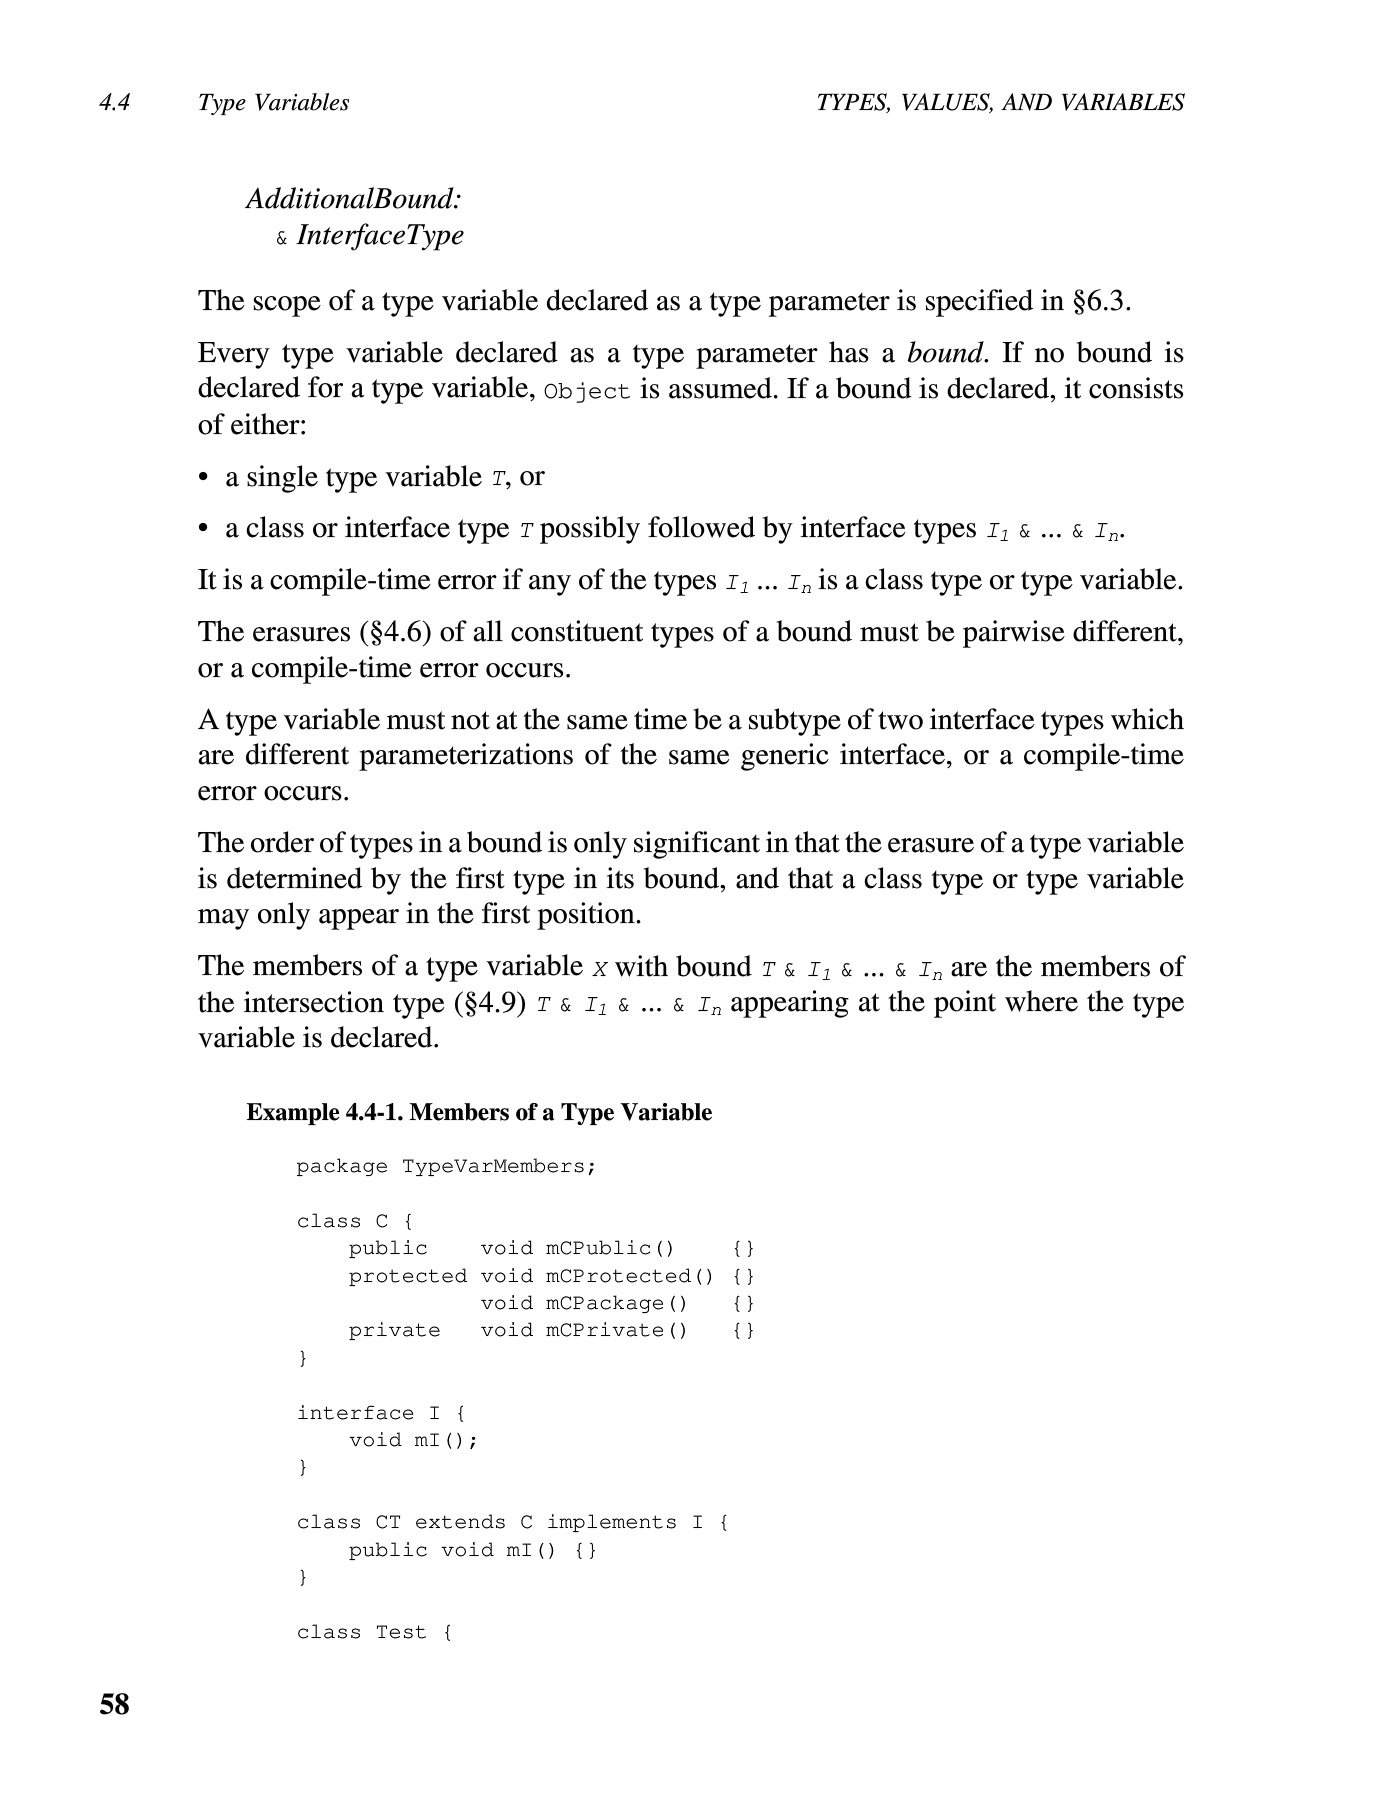 4.4 Type Variables TYPES, VALUES, AND VARIABLES
AdditionalBound:
& InterfaceType
The scope of a type variable declared as a type parameter is specified in §6.3.
Every type variable declared as a type parameter has a bound. If no bound is
declared for a type variable, Object is assumed. If a bound is declared, it consists
of either:
• a single type variable T, or
• a class or interface type T possibly followed by interface types I1 & ... & In.
It is a compile-time error if any of the types I1 ... In is a class type or type variable.
The erasures (§4.6) of all constituent types of a bound must be pairwise different,
or a compile-time error occurs.
A type variable must not at the same time be a subtype of two interface types which
are different parameterizations of the same generic interface, or a compile-time
error occurs.
The order of types in a bound is only significant in that the erasure of a type variable
is determined by the first type in its bound, and that a class type or type variable
may only appear in the first position.
The members of a type variable X with bound T & I1 & ... & In are the members of
the intersection type (§4.9) T & I1 & ... & In appearing at the point where the type
variable is declared.
Example 4.4-1. Members of a Type Variable
package TypeVarMembers;
class C {
    public    void mCPublic()    {}
    protected void mCProtected() {}
              void mCPackage()   {}
    private   void mCPrivate()   {}
}
interface I {
    void mI();
}
class CT extends C implements I {
    public void mI() {}
}
class Test {
58